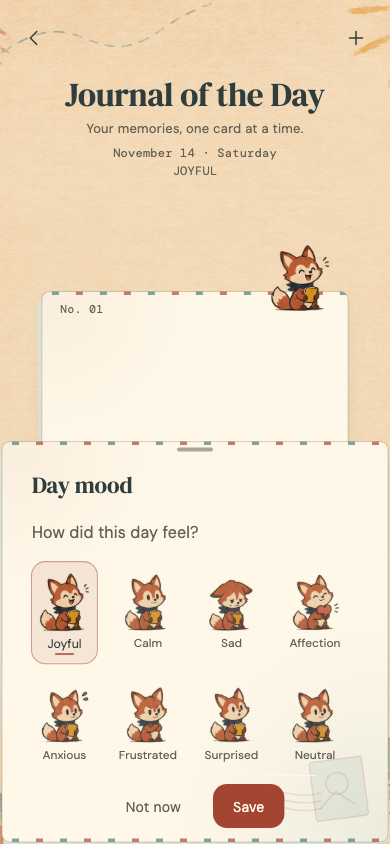 Journal of the Day
Your memories, one card at a time.
November 14 · Saturday
JOYFUL
No. 01
Day mood
How did this day feel?
Joyful
Calm
Sad
Affection
Anxious
Frustrated
Surprised
Neutral
Not now
Save